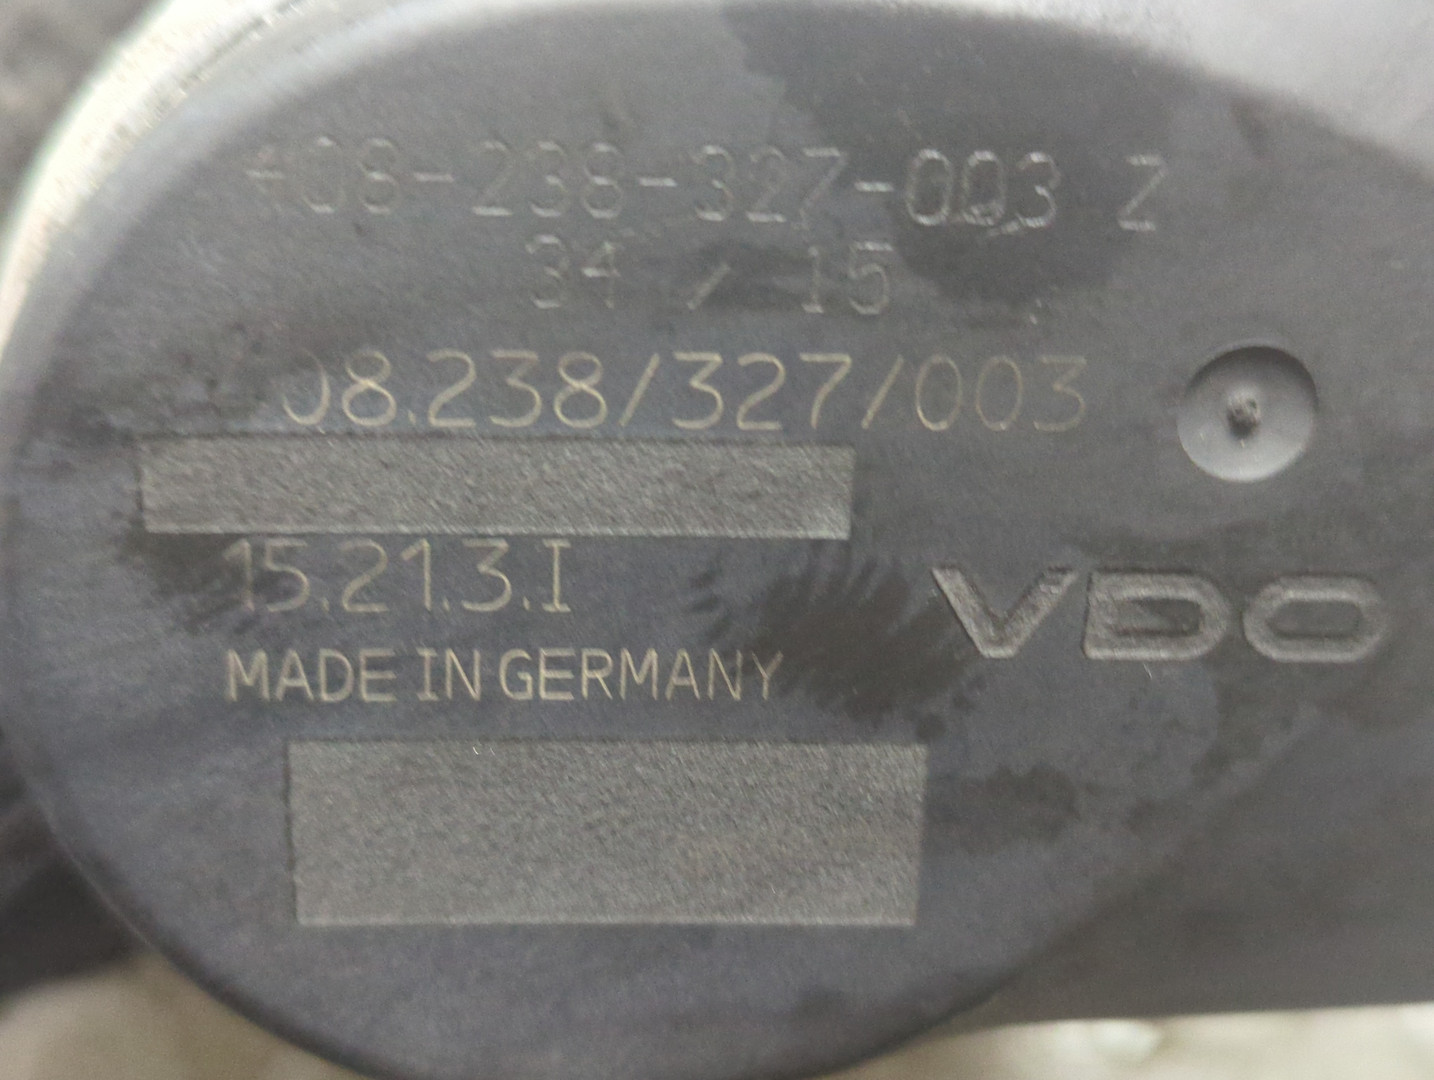 408-238-327-003 Z
34 / 15
08.238/327/003
15.21.3.I
VDO
MADE IN GERMANY